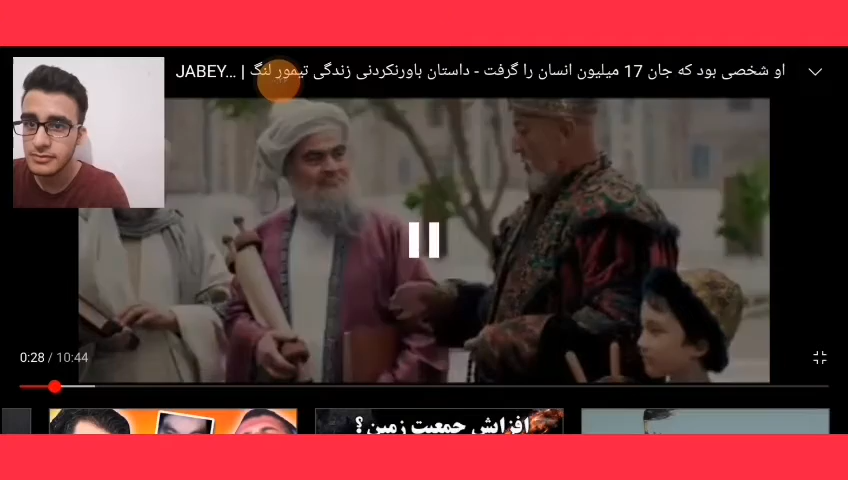 او شخصی بود که جان 17 میلیون انسان را گرفت - داستان باورنکردنی زندگی تیمور لنگ | JABEY...
0:28 / 10:44
افزایش جمعیت زمین ؟